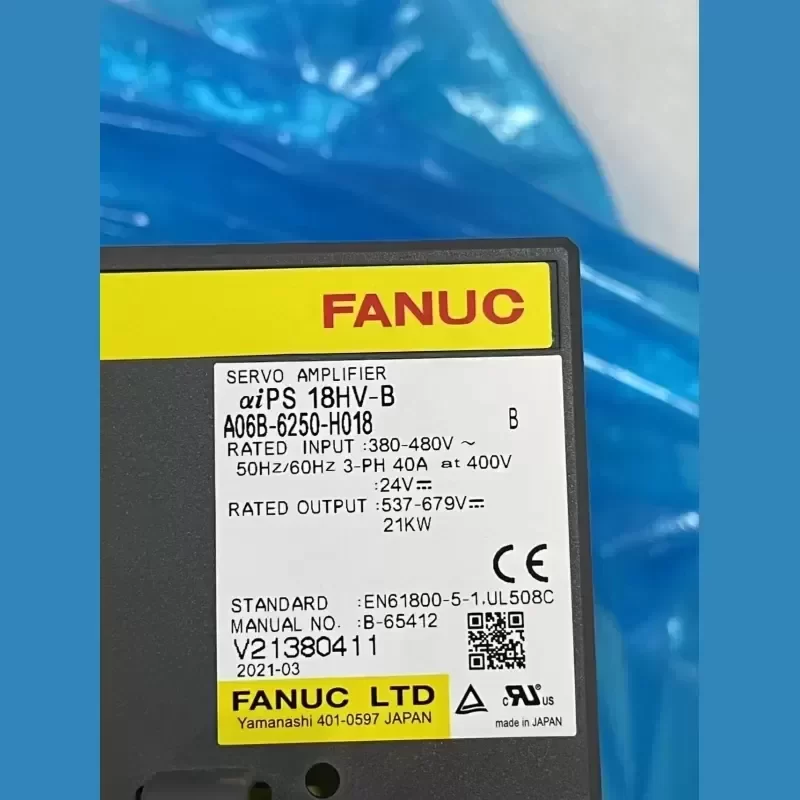 FANUC
SERVO AMPLIFIER
αiPS 18HV-B
A06B-6250-H018 B
RATED INPUT :380-480V ~
50Hz/60Hz 3-PH 40A at 400V
:24V⎓
RATED OUTPUT :537-679V⎓
21KW
CE
STANDARD :EN61800-5-1,UL508C
MANUAL NO. :B-65412
V21380411
2021-03
FANUC LTD
Yamanashi 401-0597 JAPAN
c RU US
made in JAPAN